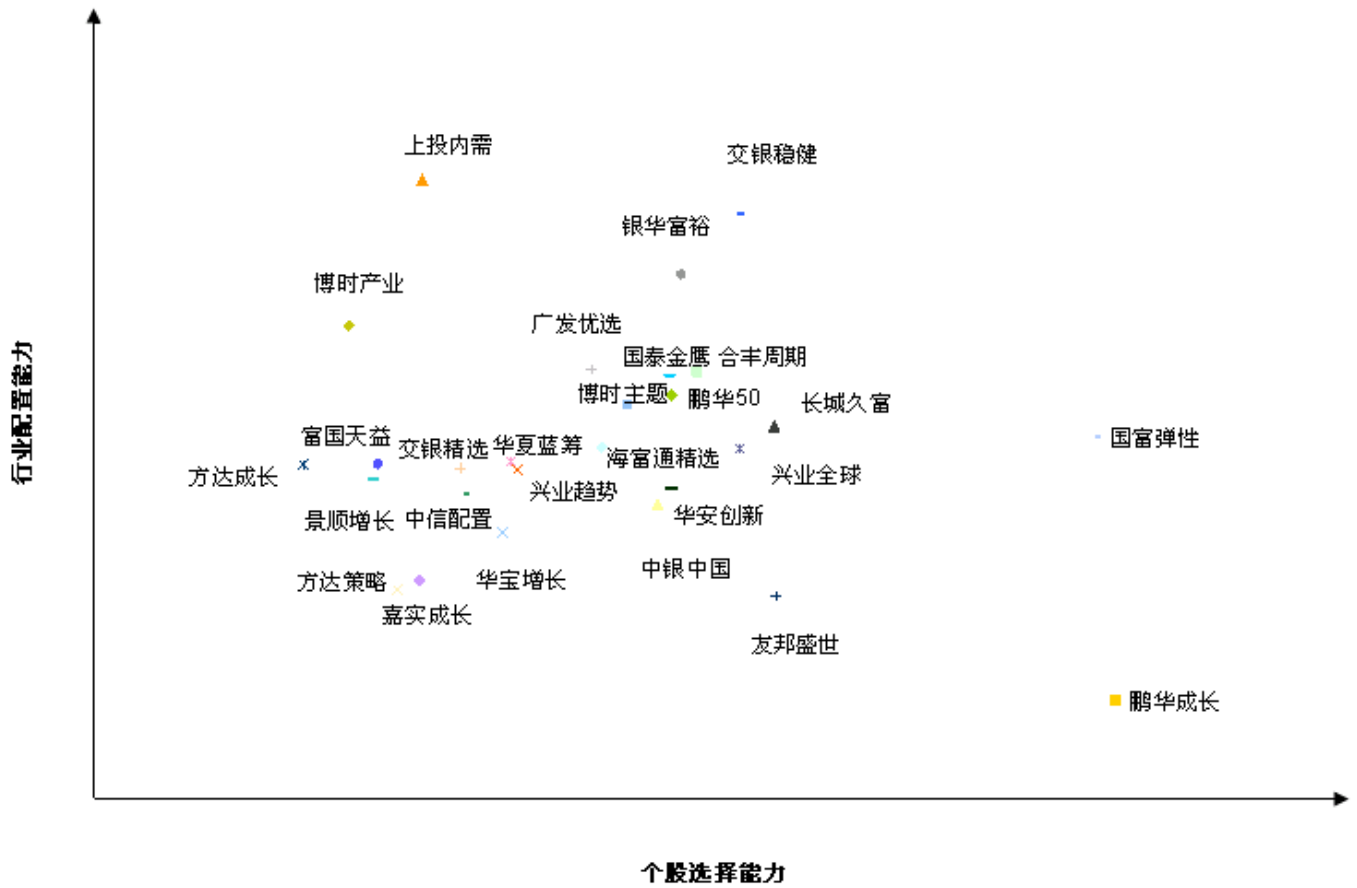 上投内需
交银稳健
银华富裕
博时产业
广发优选
国泰金鹰 合丰周期
博时主题
鹏华50
长城久富
富国天益
交银精选
华夏蓝筹
海富通精选
国富弹性
方达成长
兴业趋势
兴业全球
景顺增长
中信配置
华安创新
方达策略
华宝增长
中银中国
嘉实成长
友邦盛世
鹏华成长
行业配置能力
个股选择能力